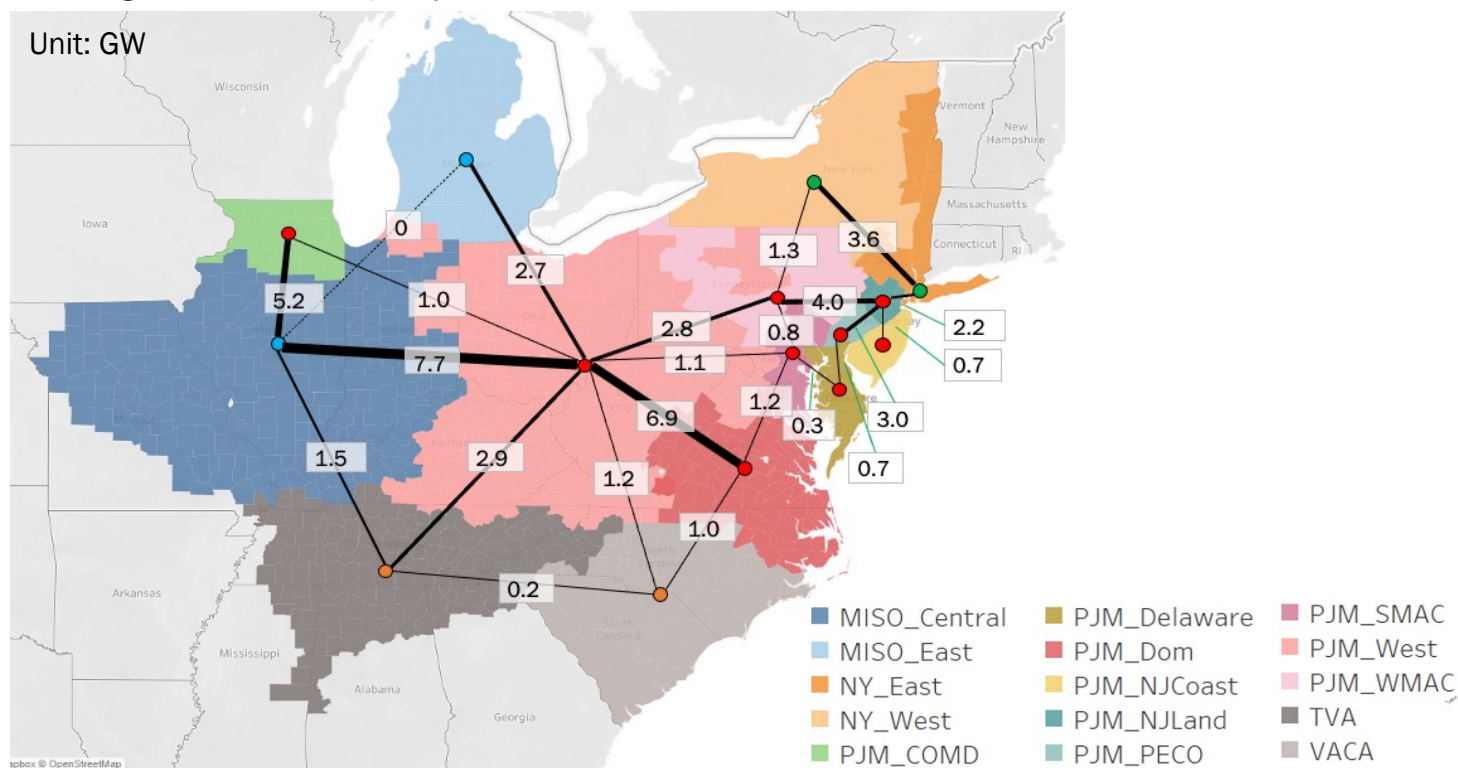 Unit: GW
Wisconsin
Vermont
New
Hampshire
New York
Massachusetts
Iowa
Connecticut
RI
0
1.3
3.6
2.7
5.2
1.0
4.0
2.2
Ohio
2.8
0.8
7.7
1.1
0.7
6.9
1.2
0.3
3.0
1.5
2.9
0.7
1.2
1.0
0.2
Arkansas
South
Carolina
Mississippi
Alabama
Georgia
MISO_Central
MISO_East
NY_East
NY_West
PJM_COMD
PJM_Delaware
PJM_Dom
PJM_NJCoast
PJM_NJLand
PJM_PECO
PJM_SMAC
PJM_West
PJM_WMAC
TVA
VACA
apbox © OpenStreetMap